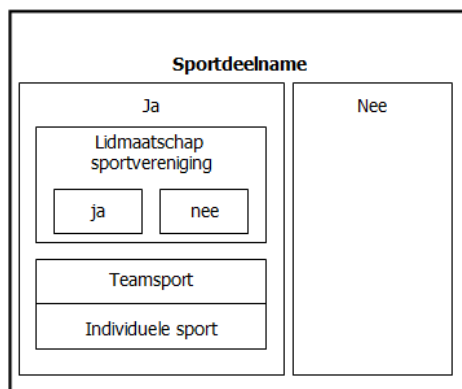 Sportdeelname
Ja
Nee
Lidmaatschap
sportvereniging
ja
nee
Teamsport
Individuele sport